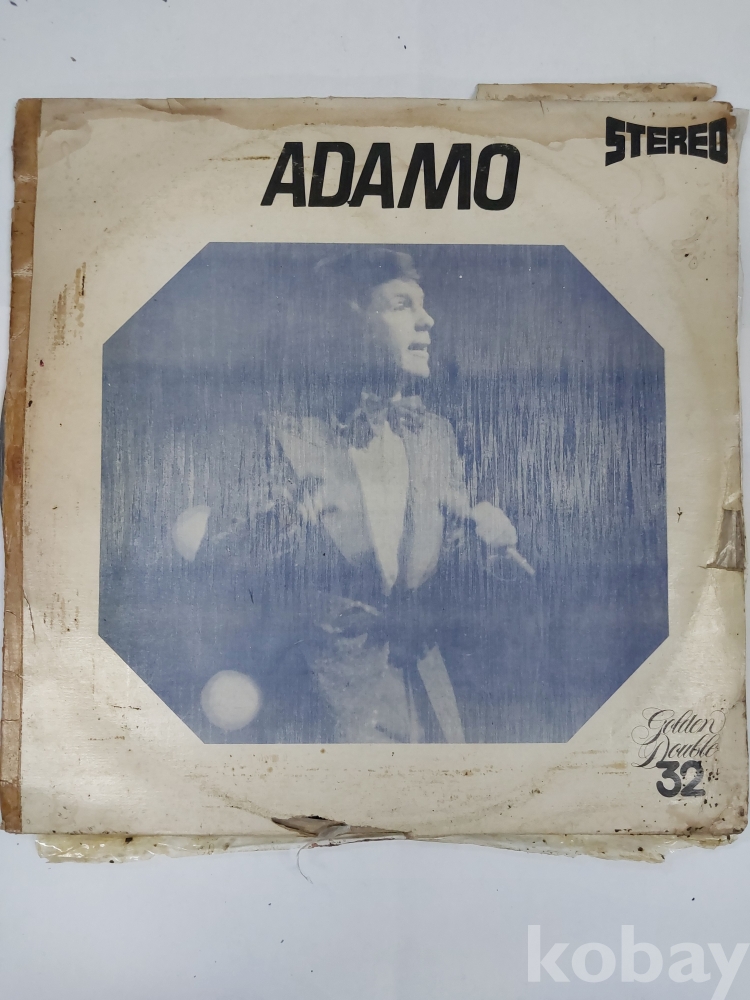 STEREO
ADAMO
Golden
Double
32
kobay